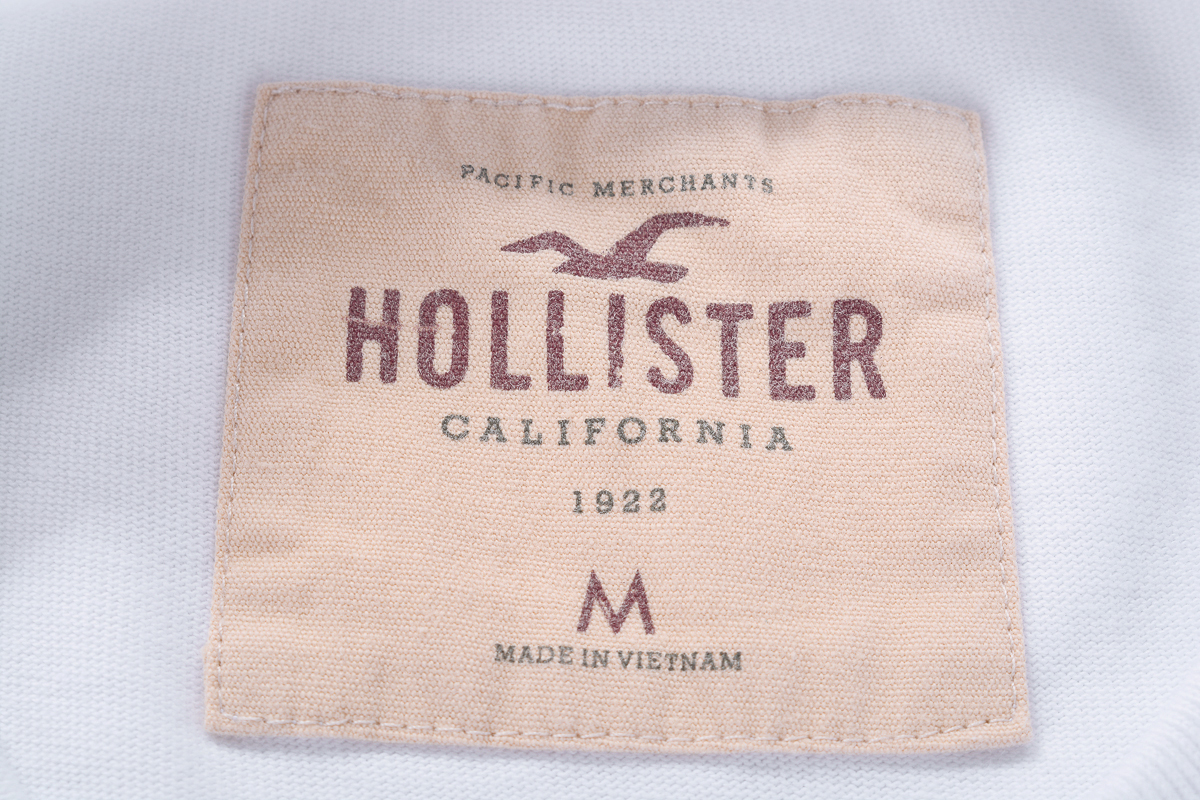 PACIFIC MERCHANTS
HOLLISTER
CALIFORNIA
1922
M
MADE IN VIETNAM